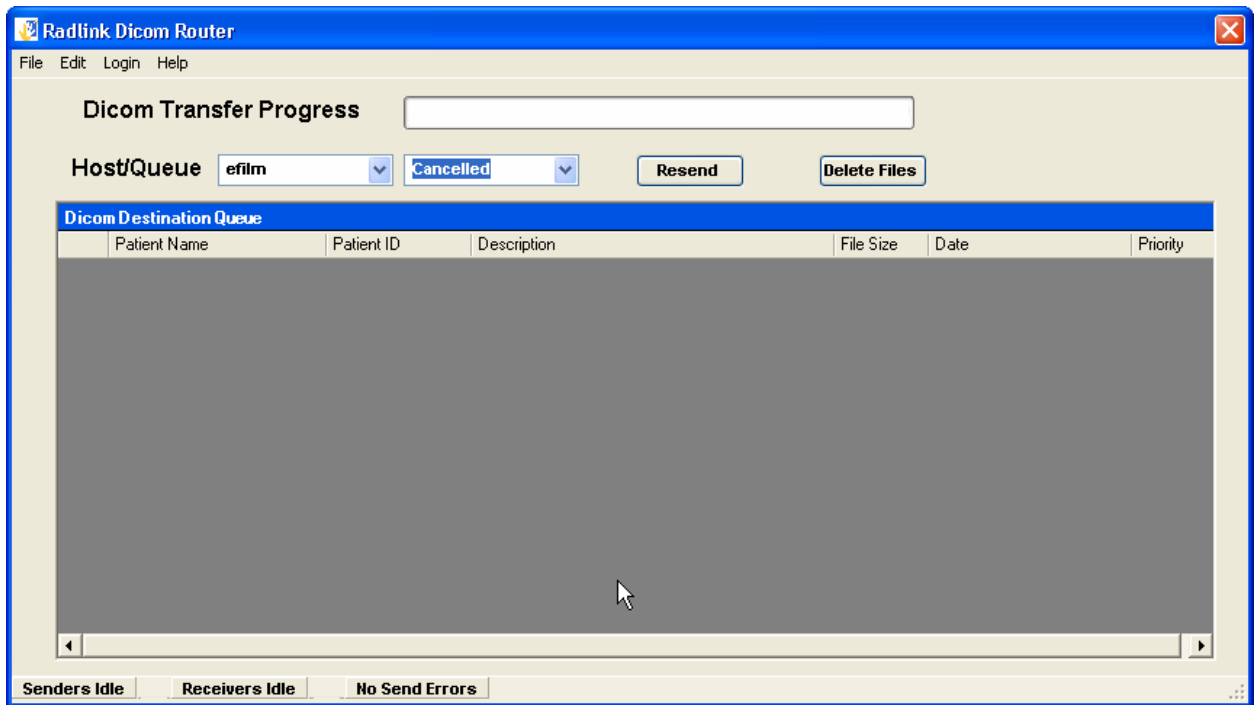 Radlink Dicom Router
File Edit Login Help
Dicom Transfer Progress
Host/Queue efilm Cancelled Resend Delete Files
Dicom Destination Queue
Patient Name Patient ID Description File Size Date Priority
Senders Idle Receivers Idle No Send Errors